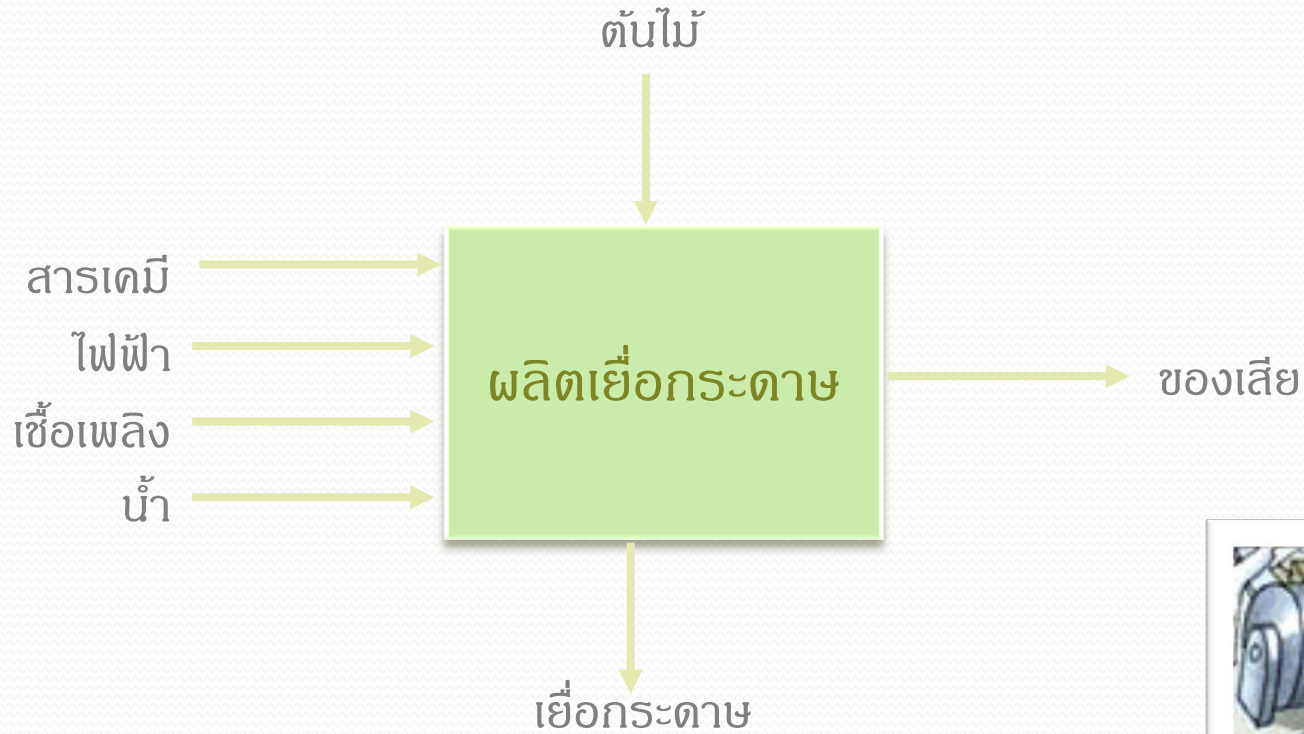 ต้นไม้
สารเคมี
ไฟฟ้า
เชื้อเพลิง
น้ำ
ผลิตเยื่อกระดาษ
ของเสีย
เยื่อกระดาษ